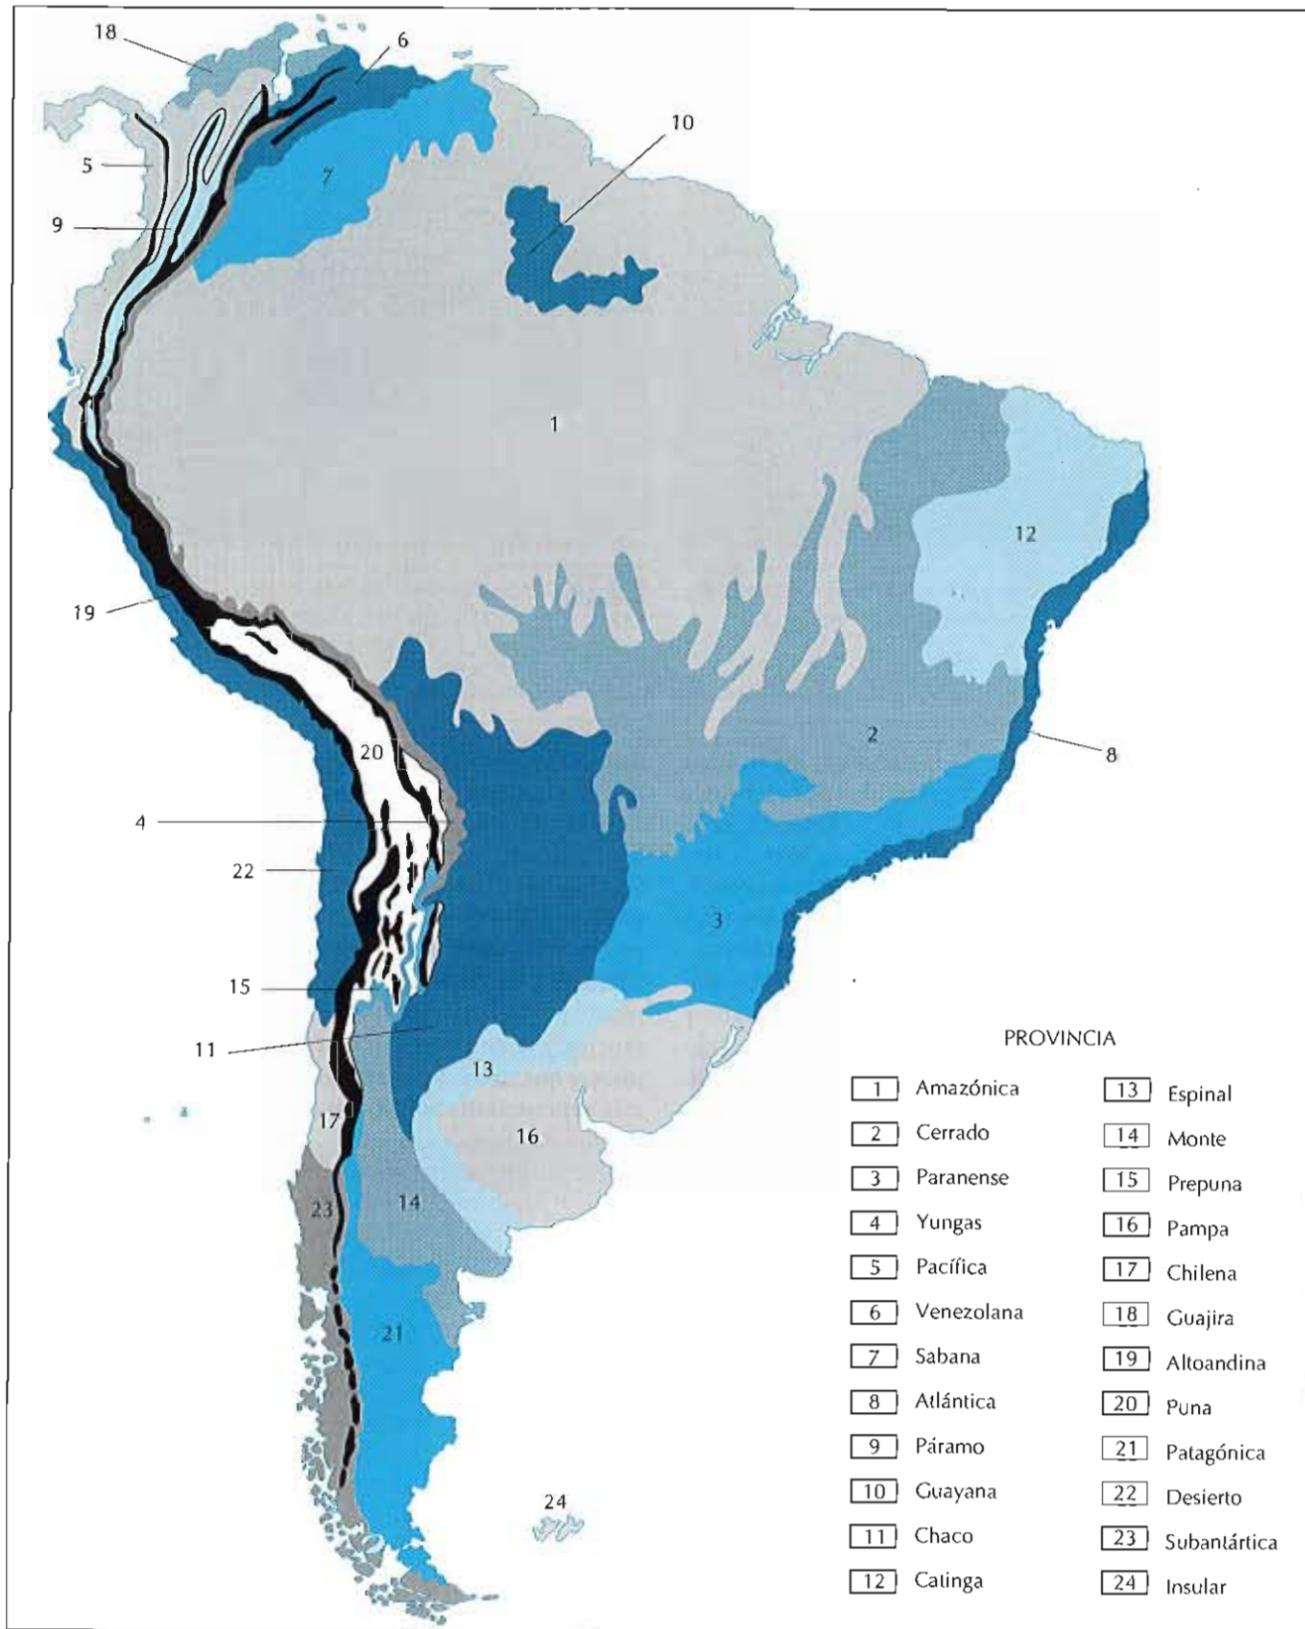 18
6
10
5
7
9
1
12
19
2
8
20
4
22
3
15
11
13
17
16
23
14
21
24
PROVINCIA
1 Amazónica
2 Cerrado
3 Paranense
4 Yungas
5 Pacífica
6 Venezolana
7 Sabana
8 Atlántica
9 Páramo
10 Guayana
11 Chaco
12 Catinga
13 Espinal
14 Monte
15 Prepuna
16 Pampa
17 Chilena
18 Guajira
19 Altoandina
20 Puna
21 Patagónica
22 Desierto
23 Subantártica
24 Insular